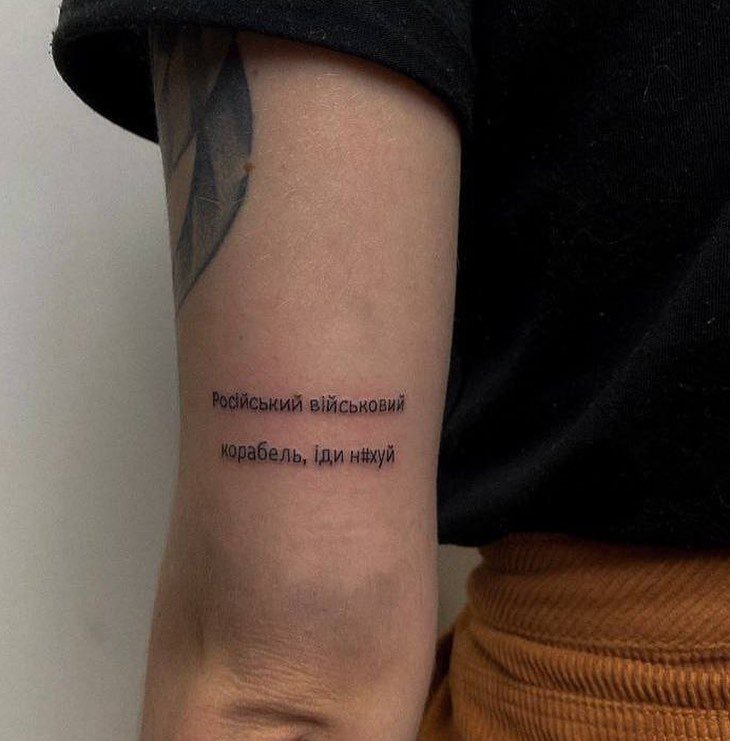 Російський військовий
корабель, іди н#хуй